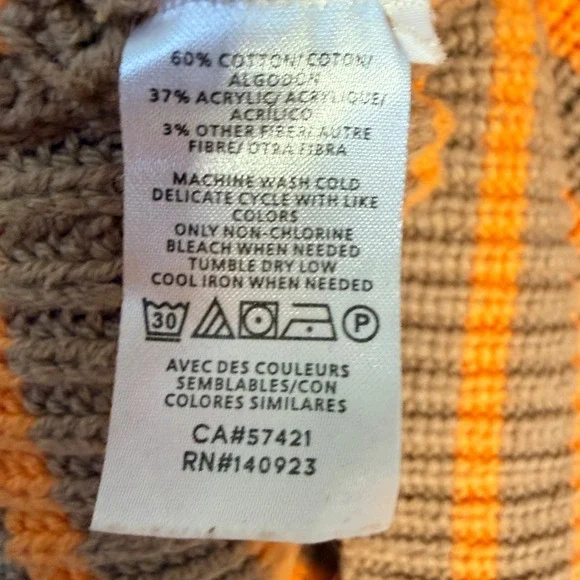 60% COTTON/COTON/
ALGODON
37% ACRYLIC/ACRYLIQUE/
ACRÍLICO
3% OTHER FIBER/AUTRE
FIBRE/OTRA FIBRA
MACHINE WASH COLD
DELICATE CYCLE WITH LIKE
COLORS
ONLY NON-CHLORINE
BLEACH WHEN NEEDED
TUMBLE DRY LOW
COOL IRON WHEN NEEDED
30 P
AVEC DES COULEURS
SEMBLABLES/CON
COLORES SIMILARES
CA#57421
RN#140923